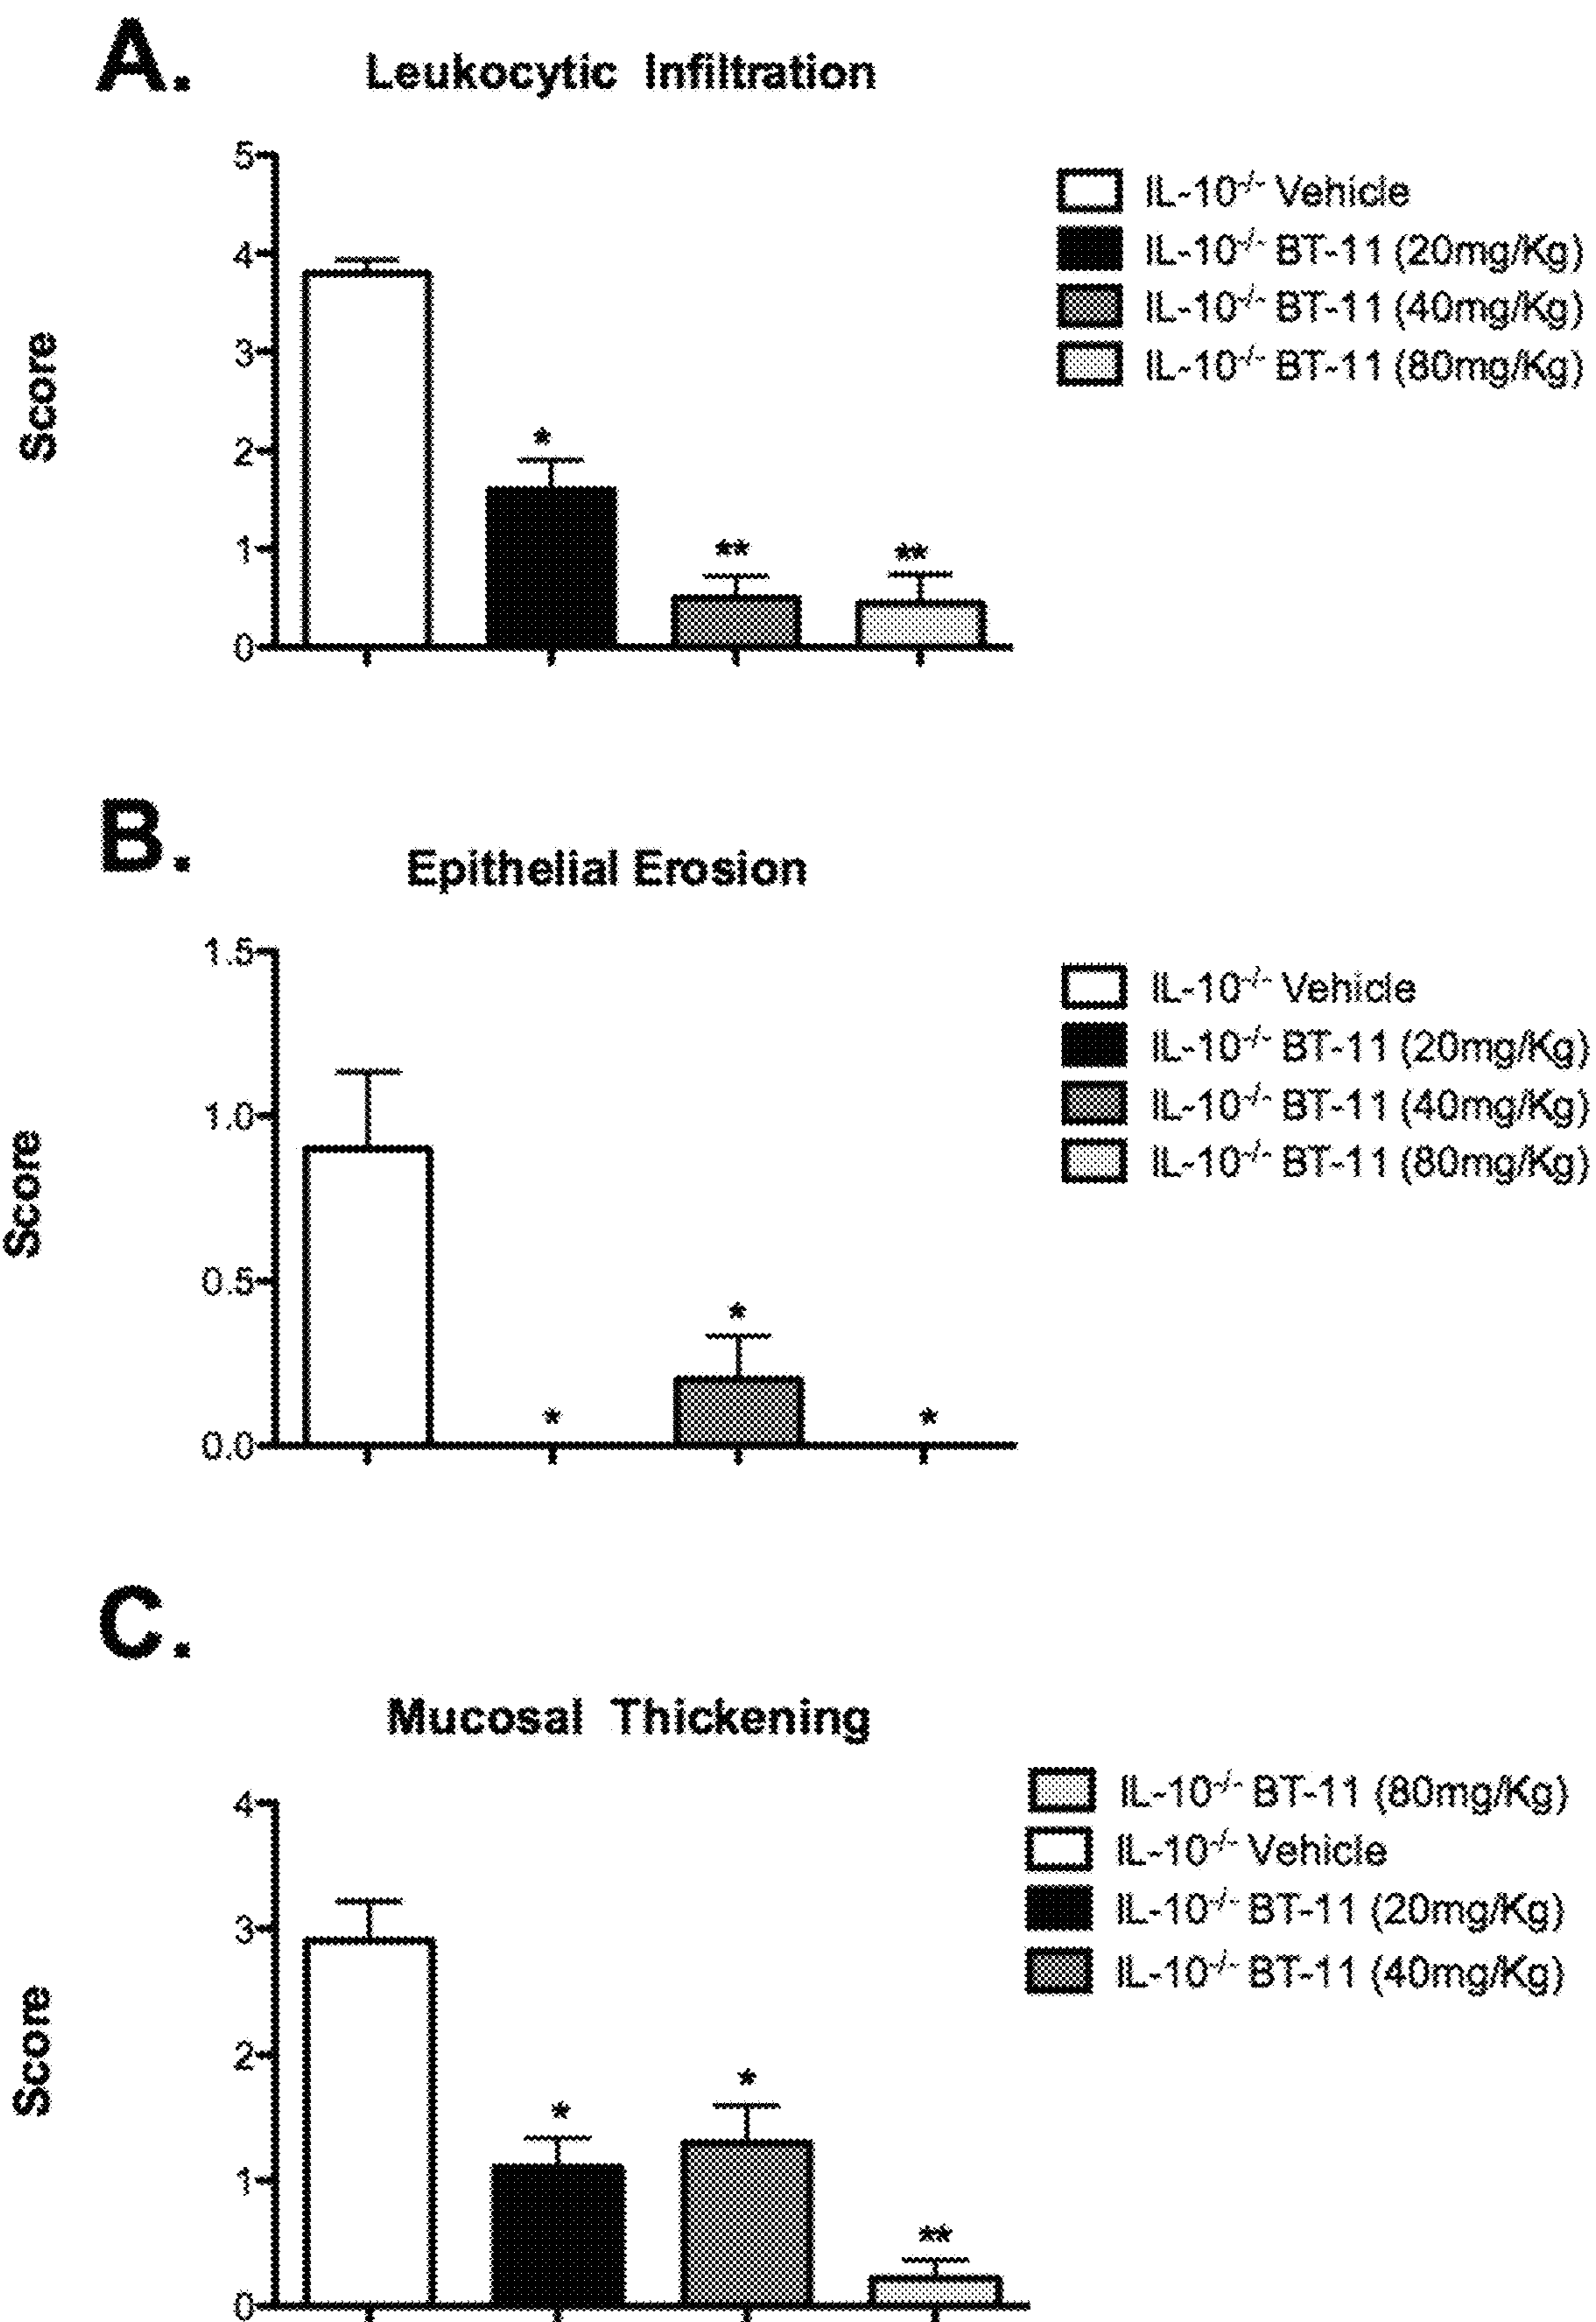 A.
Leukocytic Infiltration
Score
5
4
3
2
1
0
*
**
**
IL-10-/- Vehicle
IL-10-/- BT-11 (20mg/Kg)
IL-10-/- BT-11 (40mg/Kg)
IL-10-/- BT-11 (80mg/Kg)
B.
Epithelial Erosion
Score
1.5
1.0
0.5
0.0
*
*
*
IL-10-/- Vehicle
IL-10-/- BT-11 (20mg/Kg)
IL-10-/- BT-11 (40mg/Kg)
IL-10-/- BT-11 (80mg/Kg)
C.
Mucosal Thickening
Score
4
3
2
1
0
*
*
**
IL-10-/- BT-11 (80mg/Kg)
IL-10-/- Vehicle
IL-10-/- BT-11 (20mg/Kg)
IL-10-/- BT-11 (40mg/Kg)